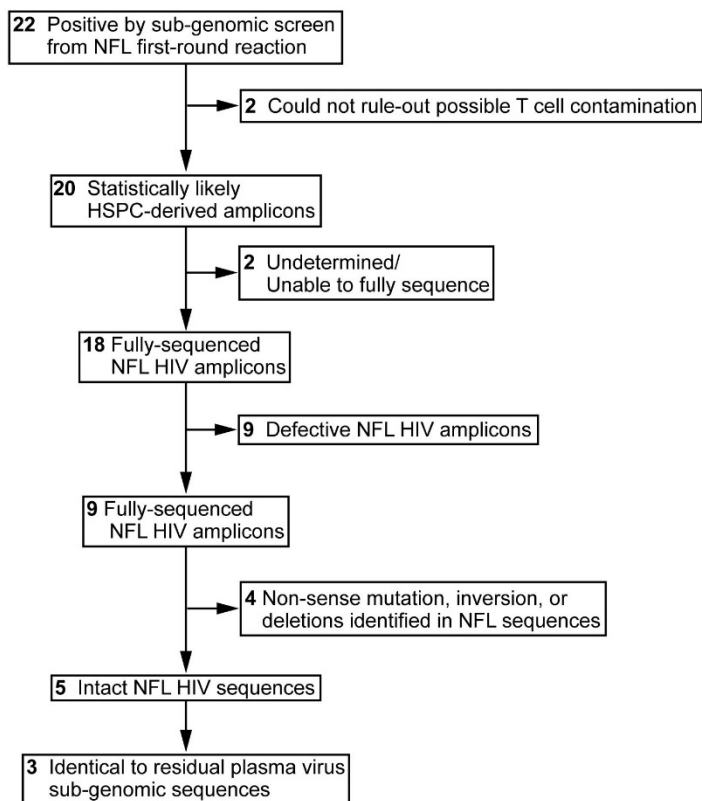 22 Positive by sub-genomic screen
from NFL first-round reaction
2 Could not rule-out possible T cell contamination
20 Statistically likely
HSPC-derived amplicons
2 Undetermined/
Unable to fully sequence
18 Fully-sequenced
NFL HIV amplicons
9 Defective NFL HIV amplicons
9 Fully-sequenced
NFL HIV amplicons
4 Non-sense mutation, inversion, or
deletions identified in NFL sequences
5 Intact NFL HIV sequences
3 Identical to residual plasma virus
sub-genomic sequences